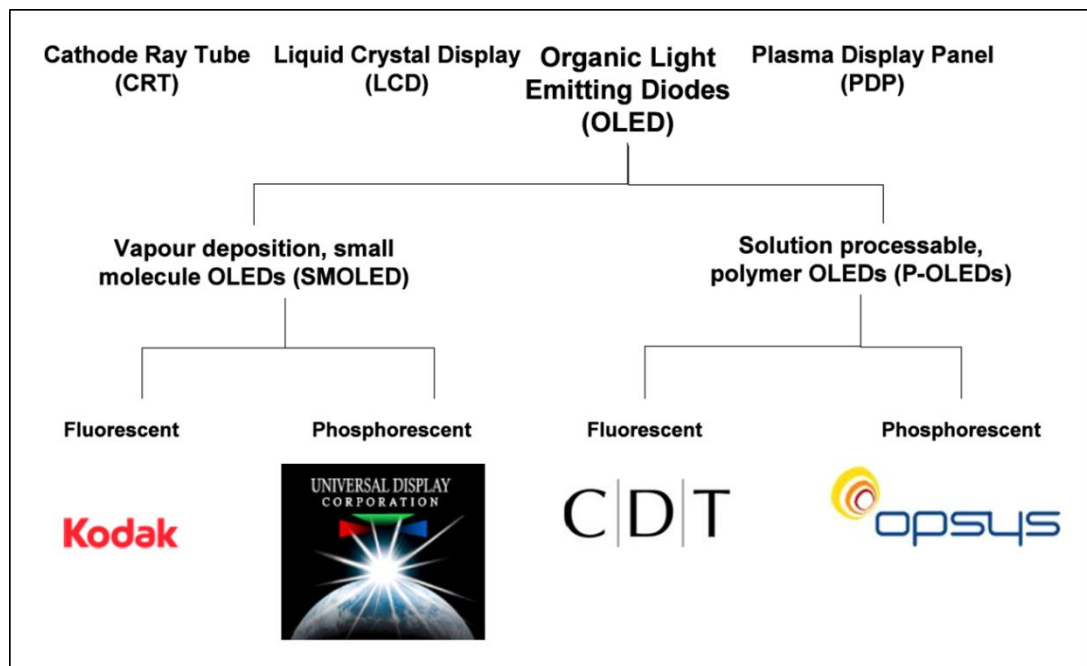 Cathode Ray Tube
(CRT)
Liquid Crystal Display
(LCD)
Organic Light
Emitting Diodes
(OLED)
Plasma Display Panel
(PDP)
Vapour deposition, small
molecule OLEDs (SMOLED)
Solution processable,
polymer OLEDs (P-OLEDs)
Fluorescent
Phosphorescent
Fluorescent
Phosphorescent
Kodak
UNIVERSAL DISPLAY
CORPORATION
C|D|T
opsys